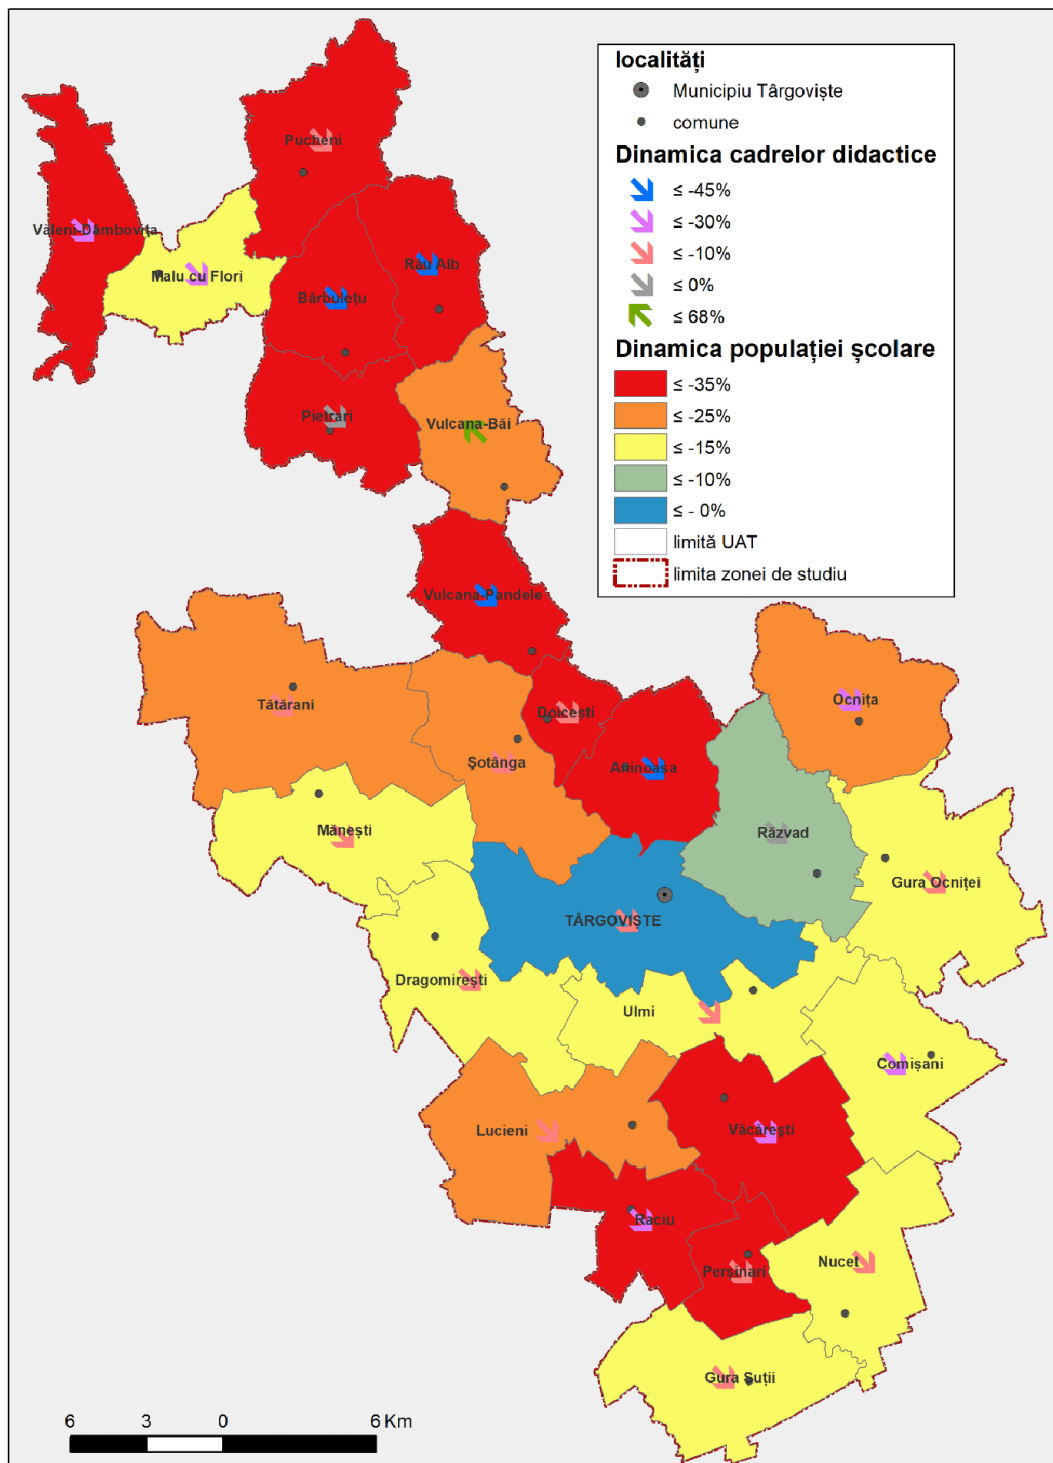 localități
Municipiu Târgoviște
comune
Dinamica cadrelor didactice
≤ -45%
≤ -30%
≤ -10%
≤ 0%
≤ 68%
Dinamica populației școlare
≤ -35%
≤ -25%
≤ -15%
≤ -10%
≤ - 0%
limită UAT
limita zonei de studiu
Pucheni
Văleni-Dâmbovița
Malu cu Flori
Râu Alb
Bărbulețu
Pietrari
Vulcana-Băi
Vulcana-Pandele
Tătărani
Doicești
Ocnița
Şotânga
Aninoasa
Mănești
Răzvad
Gura Ocniței
TÂRGOVIȘTE
Dragomirești
Ulmi
Comișani
Lucieni
Văcărești
Raciu
Perșinari
Nucet
Gura Șuții
6 3 0 6 Km